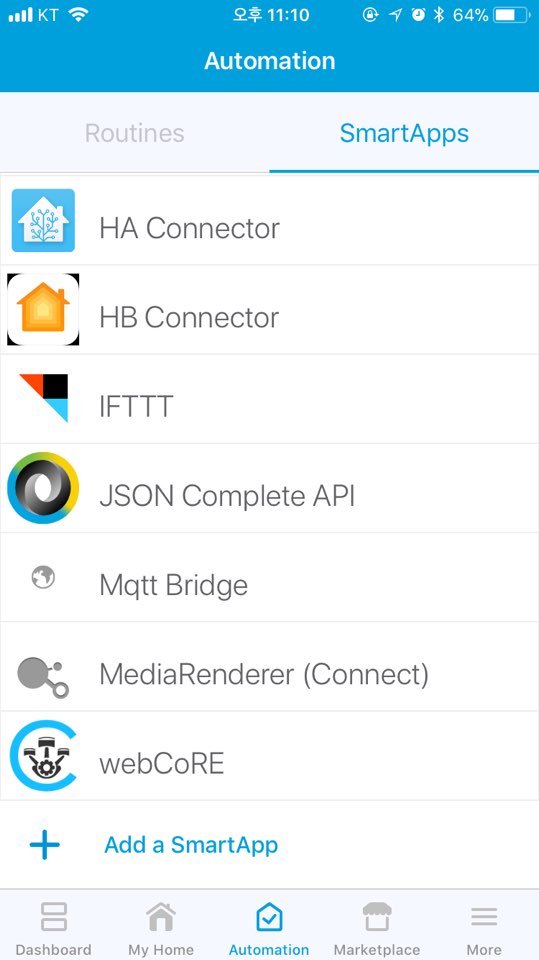 KT 오후 11:10 64%
Automation
Routines SmartApps
HA Connector
HB Connector
IFTTT
JSON Complete API
Mqtt Bridge
MediaRenderer (Connect)
webCoRE
Add a SmartApp
Dashboard My Home Automation Marketplace More